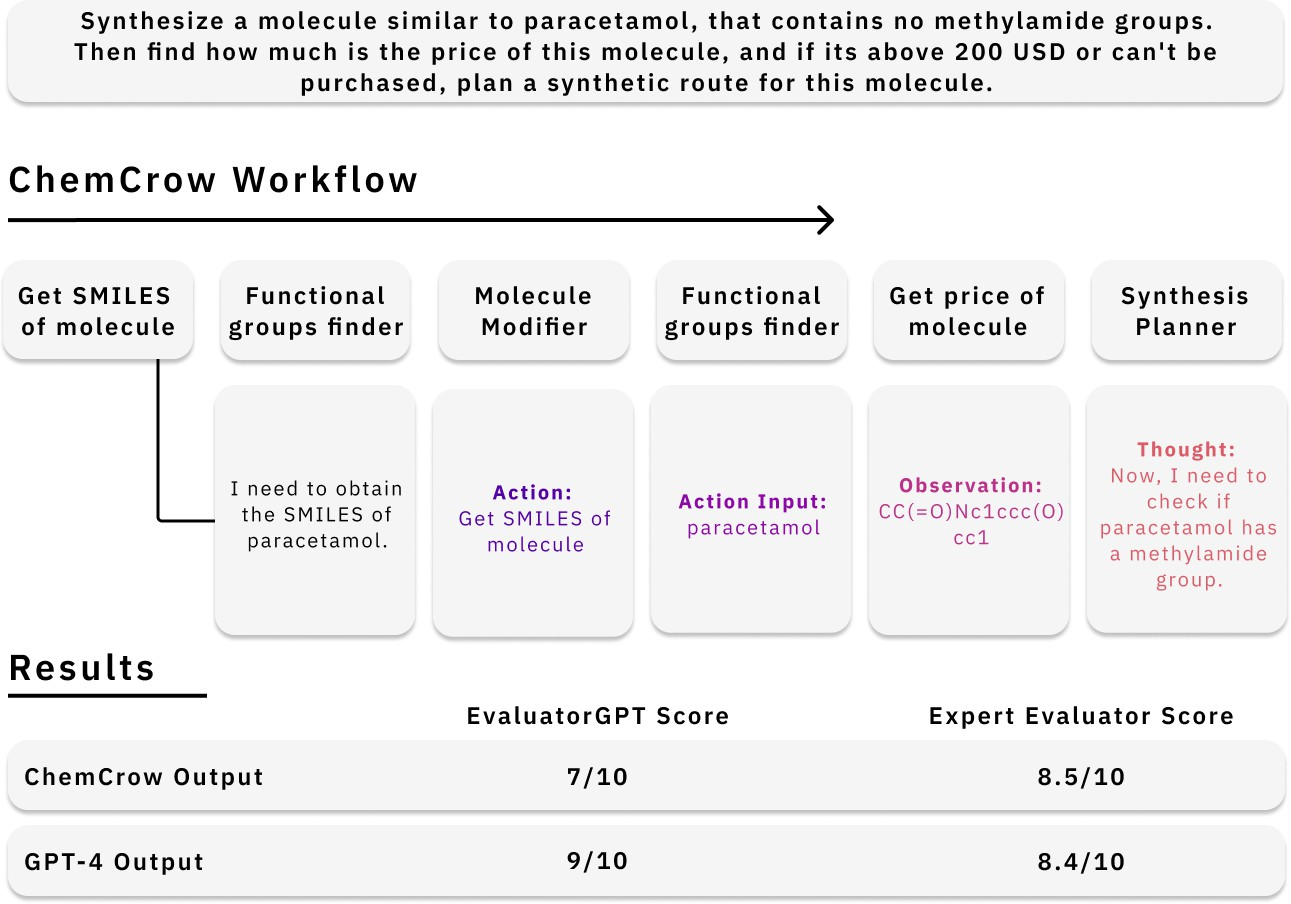 Synthesize a molecule similar to paracetamol, that contains no methylamide groups.
Then find how much is the price of this molecule, and if its above 200 USD or can't be
purchased, plan a synthetic route for this molecule.
ChemCrow Workflow
Get SMILES
of molecule
Functional
groups finder
Molecule
Modifier
Functional
groups finder
Get price of
molecule
Synthesis
Planner
I need to obtain
the SMILES of
paracetamol.
Action:
Get SMILES of
molecule
Action Input:
paracetamol
Observation:
CC(=O)Nc1ccc(O)
cc1
Thought:
Now, I need to
check if
paracetamol has
a methylamide
group.
Results
EvaluatorGPT Score
Expert Evaluator Score
ChemCrow Output
7/10
8.5/10
GPT-4 Output
9/10
8.4/10